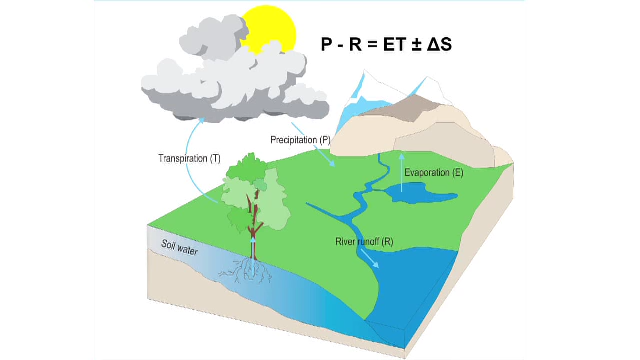 P - R = ET ± ΔS
Precipitation (P)
Transpiration (T)
Evaporation (E)
River runoff (R)
Soil water